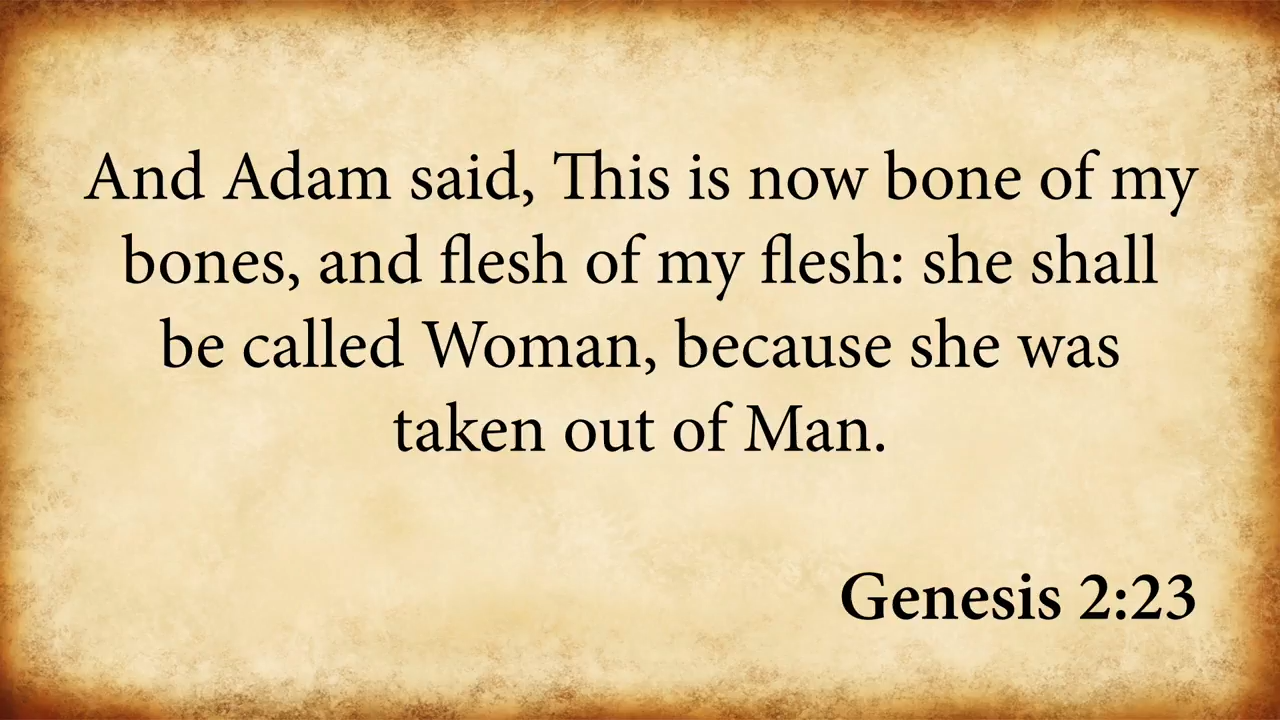 And Adam said, This is now bone of my
bones, and flesh of my flesh: she shall
be called Woman, because she was
taken out of Man.
Genesis 2:23